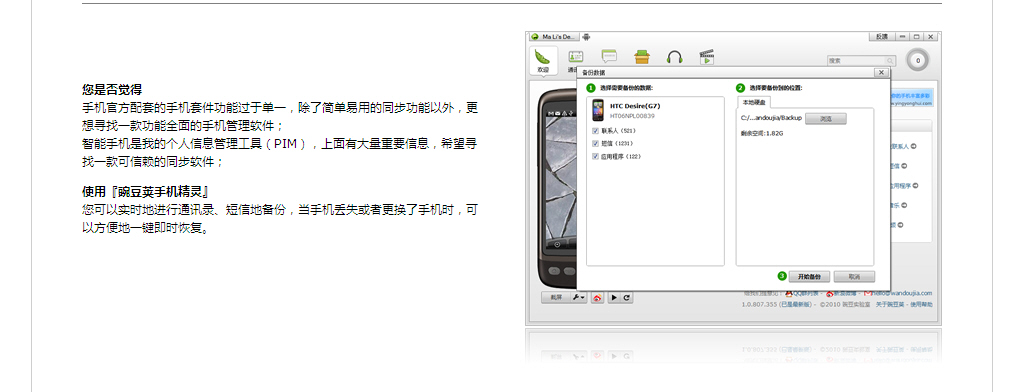 您是否觉得
手机官方配套的手机套件功能过于单一，除了简单易用的同步功能以外，更
想寻找一款功能全面的手机管理软件；
智能手机是我的个人信息管理工具（PIM），上面有大量重要信息，希望寻
找一款可信赖的同步软件；
使用『豌豆荚手机精灵』
您可以实时地进行通讯录、短信地备份，当手机丢失或者更换了手机时，可
以方便地一键即时恢复。
Ma Li's De...
反馈
欢迎
搜索
0
备份数据
1 选择需要备份的数据:
HTC Desire(G7)
HT06NPL00839
联系人 (521)
短信 (1231)
应用程序 (122)
2 选择要备份到的位置:
本地硬盘
C:/...andoujia/Backup
浏览
剩余空间:1.82G
3 开始备份
取消
联系人
应用程序
截屏
QQ群列表
新浪微博
hello@wandoujia.com
1.0.807.355 (已是最新版) - ©2010 豌豆实验室 关于豌豆荚 - 使用帮助